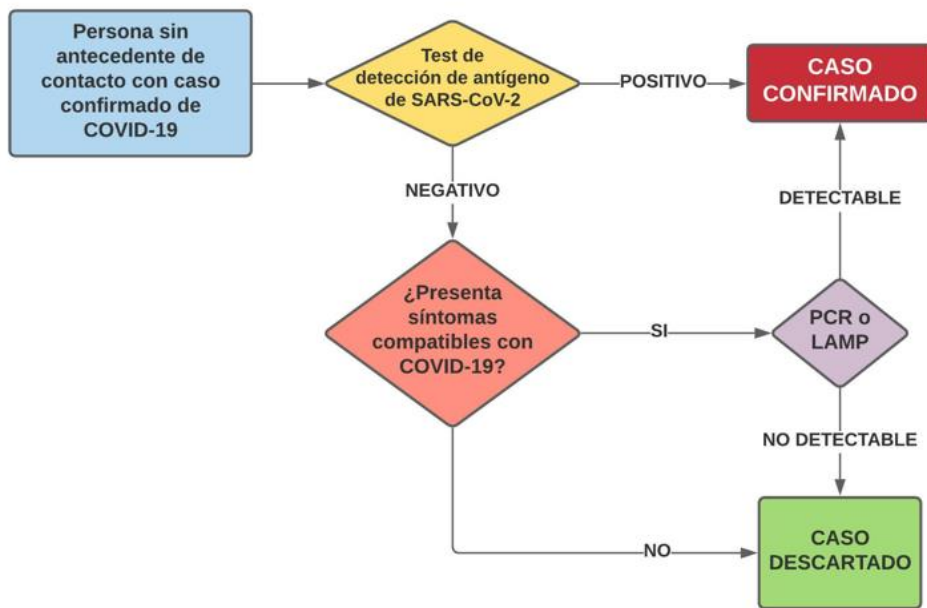 Persona sin
antecedente de
contacto con caso
confirmado de
COVID-19
Test de
detección de antígeno
de SARS-CoV-2
POSITIVO
CASO
CONFIRMADO
NEGATIVO
DETECTABLE
¿Presenta
síntomas
compatibles con
COVID-19?
SI
PCR o
LAMP
NO DETECTABLE
NO
CASO
DESCARTADO